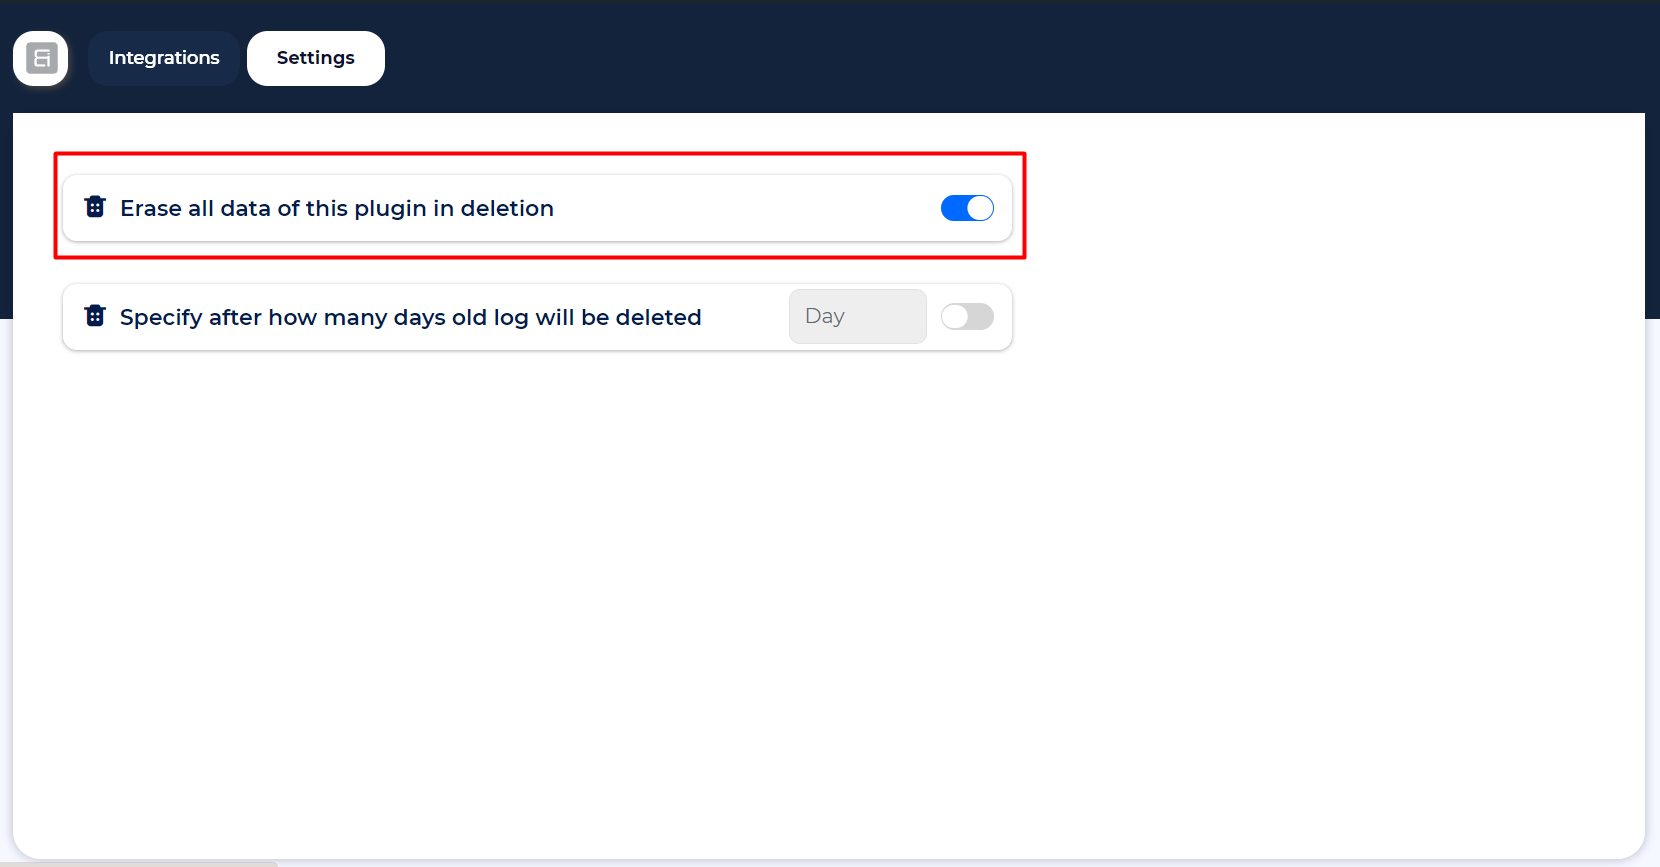 Integrations
Settings
Erase all data of this plugin in deletion
Specify after how many days old log will be deleted
Day